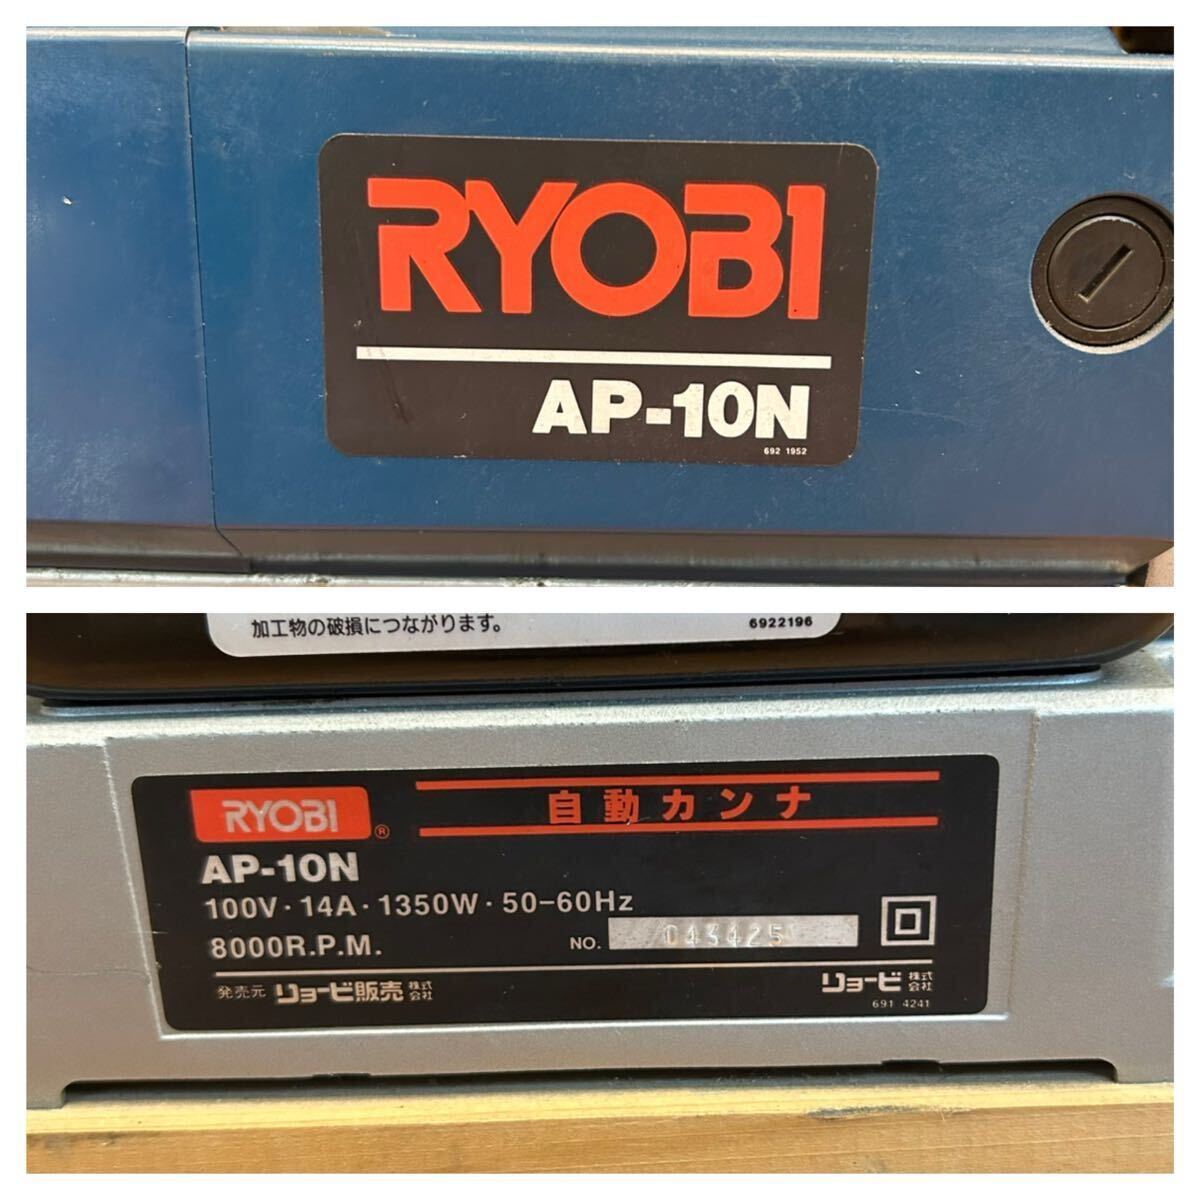 RYOBI
AP-10N
692 1952
加工物の破損につながります。
6922196
RYOBI®
自動カンナ
AP-10N
100V・14A・1350W・50-60Hz
8000R.P.M.
NO. 043425
発売元 リョービ販売株式会社
リョービ株式会社
691 4241